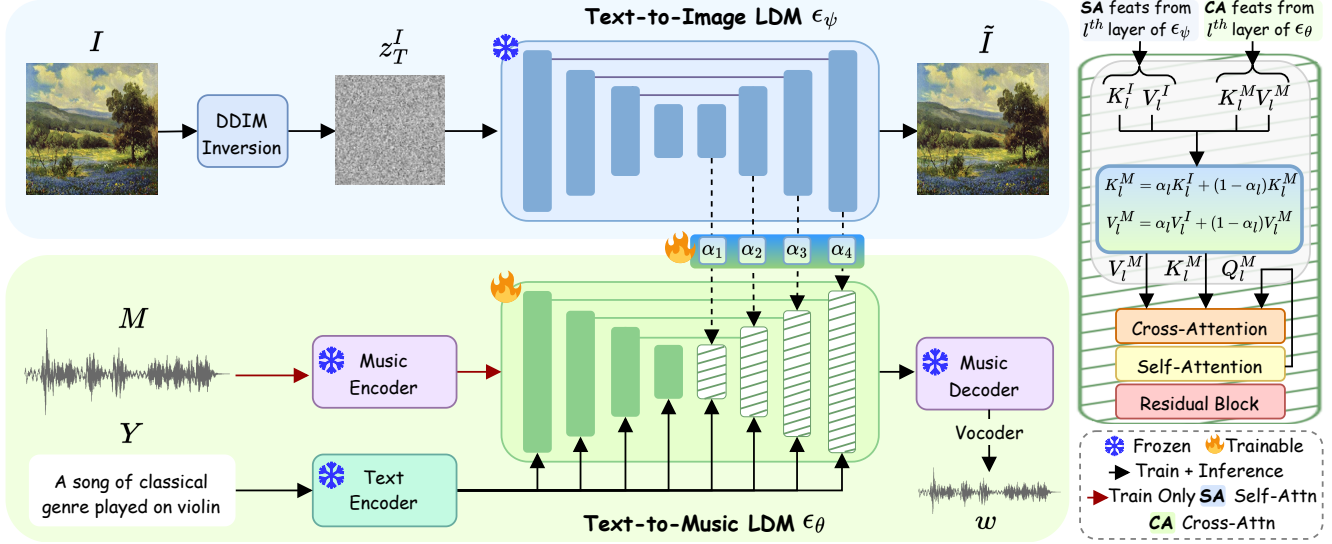 Text-to-Image LDM ϵ_ψ
I
z_T^I
Ĩ
DDIM
Inversion
α_1 α_2 α_3 α_4
M
Music
Encoder
Music
Decoder
Vocoder
w
Y
A song of classical
genre played on violin
Text
Encoder
Text-to-Music LDM ϵ_θ
SA feats from
l^{th} layer of ϵ_ψ
CA feats from
l^{th} layer of ϵ_θ
K_l^I V_l^I K_l^M V_l^M
K_l^M = α_l K_l^I + (1 − α_l) K_l^M
V_l^M = α_l V_l^I + (1 − α_l) V_l^M
V_l^M K_l^M Q_l^M
Cross-Attention
Self-Attention
Residual Block
Frozen Trainable
Train + Inference
Train Only SA Self-Attn
CA Cross-Attn